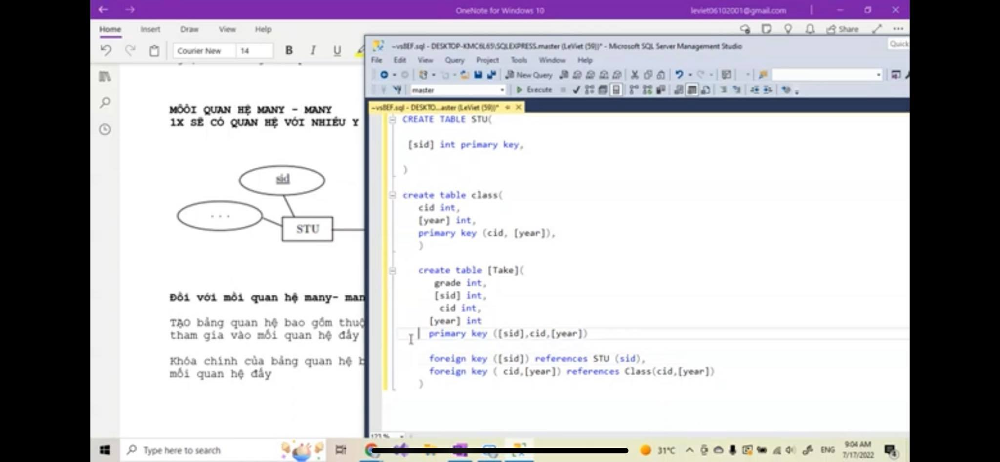 OneNote for Windows 10
leviet06102001@gmail.com
Home Insert Draw View Help
Share
Courier New 14 B I U
~vs8EF.sql - DESKTOP-KMC6L65\SQLEXPRESS.master (LeViet (59))* - Microsoft SQL Server Management Studio
Quick
File Edit View Query Project Tools Window Help
New Query
master
Execute
~vs8EF.sql - DESKTO...aster (LeViet (59))*
MÔÔI QUAN HỆ MANY - MANY
1X SẼ CÓ QUAN HỆ VỚI NHIỀU Y
sid
. . .
STU
Đối với mối quan hệ many- man
TẠO bảng quan hệ bao gồm thuộ
tham gia vào mối quan hệ đấy
Khóa chính của bảng quan hệ b
mối quan hệ đấy
CREATE TABLE STU(
[sid] int primary key,
)
create table class(
cid int,
[year] int,
primary key (cid, [year]),
)
create table [Take](
grade int,
[sid] int,
cid int,
[year] int
primary key ([sid],cid,[year])
foreign key ([sid]) references STU (sid),
foreign key ( cid,[year]) references Class(cid,[year])
)
123 %
Type here to search
31°C
ENG
9:04 AM
7/17/2022
4